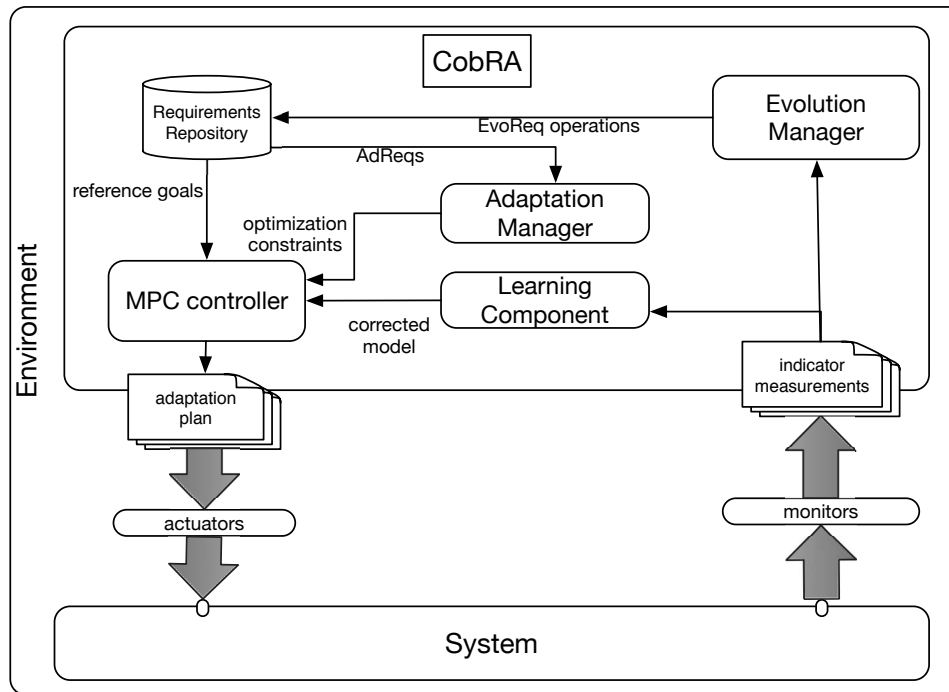 CobRA
Requirements
Repository
Evolution
Manager
EvoReq operations
AdReqs
reference goals
Adaptation
Manager
optimization
constraints
MPC controller
Learning
Component
corrected
model
Environment
indicator
measurements
adaptation
plan
actuators
monitors
System